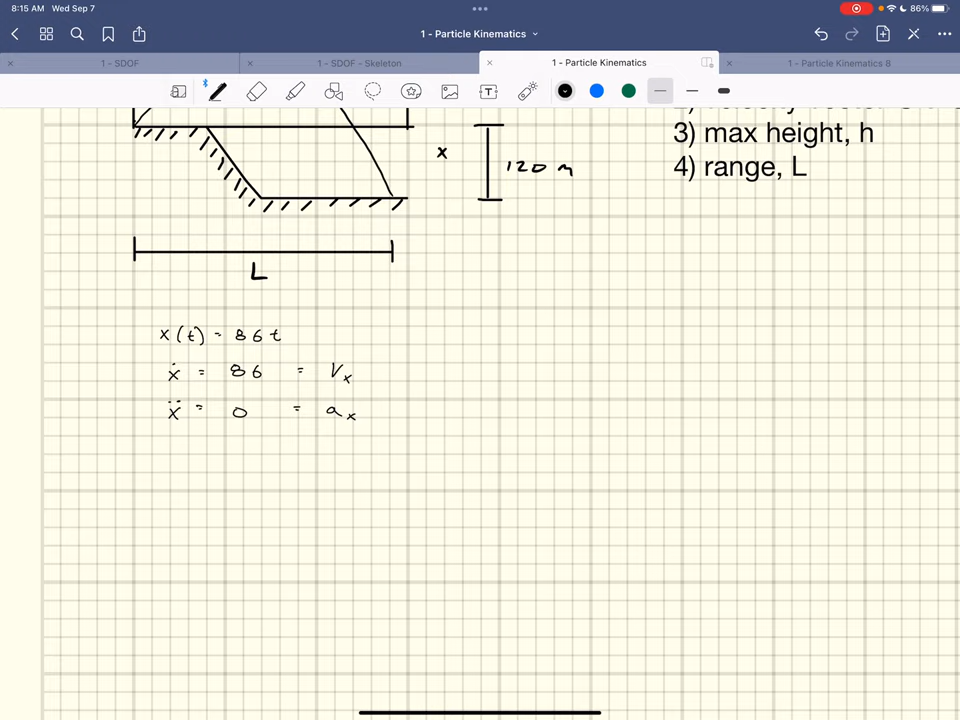 8:15 AM Wed Sep 7
86%
1 - Particle Kinematics
1 - SDOF
1 - SDOF - Skeleton
1 - Particle Kinematics
1 - Particle Kinematics 8
3) max height, h
4) range, L
x
120 m
L
x(t) = 86t
ẋ = 86 = Vx
ẍ = 0 = ax